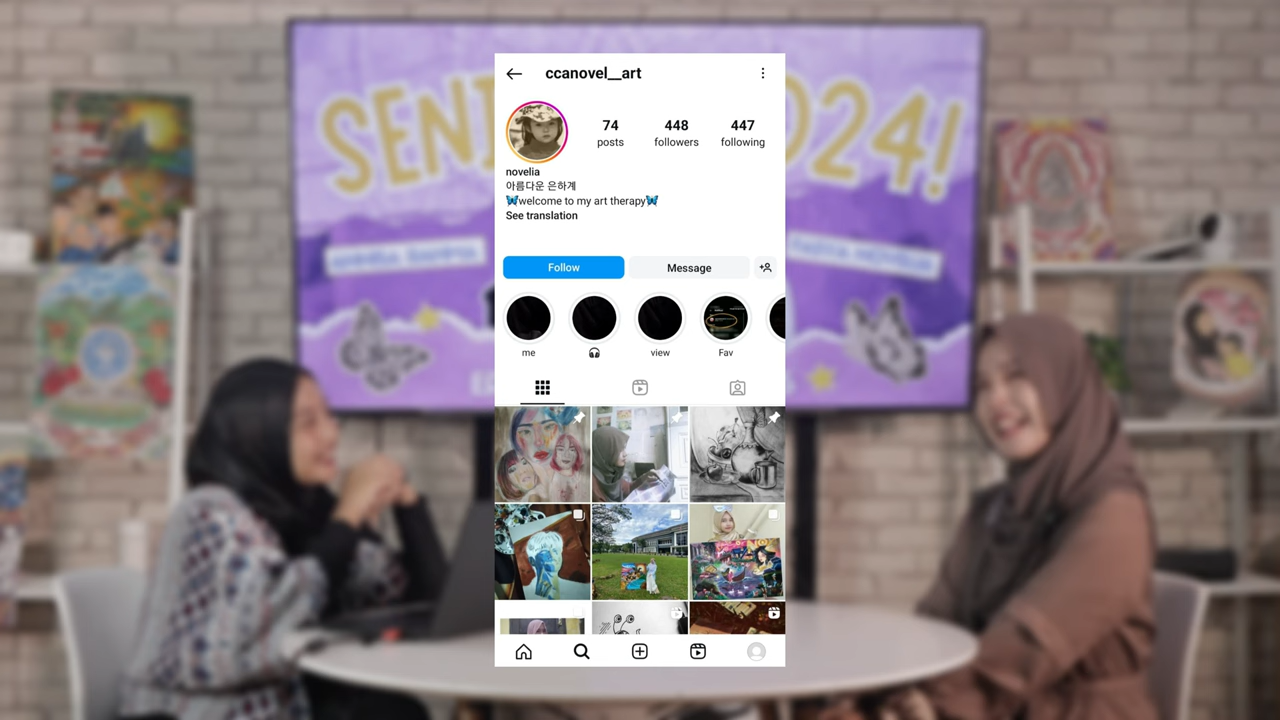 ccanovel__art
74 448 447
posts followers following
novelia
아름다운 은하계
🦋welcome to my art therapy🦋
See translation
Follow Message
me 🎧 view Fav
024!